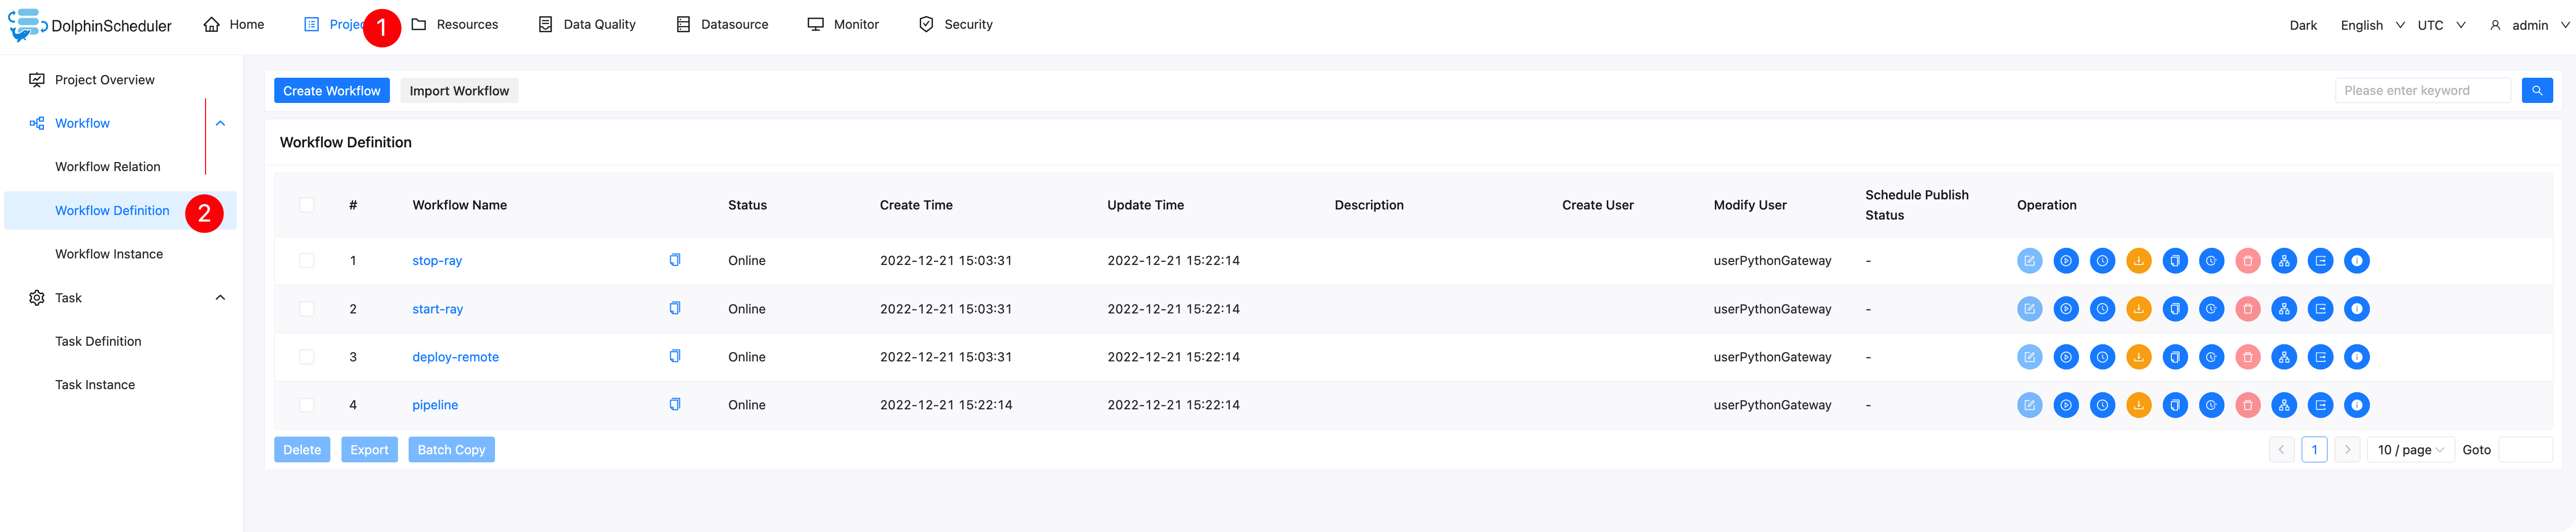 DolphinScheduler Home Projec 1 Resources Data Quality Datasource Monitor Security Dark English UTC admin
Project Overview
Workflow
Workflow Relation
Workflow Definition 2
Workflow Instance
Task
Task Definition
Task Instance
Create Workflow Import Workflow Please enter keyword
Workflow Definition
# Workflow Name Status Create Time Update Time Description Create User Modify User Schedule Publish Status Operation
1 stop-ray Online 2022-12-21 15:03:31 2022-12-21 15:22:14 userPythonGateway -
2 start-ray Online 2022-12-21 15:03:31 2022-12-21 15:22:14 userPythonGateway -
3 deploy-remote Online 2022-12-21 15:03:31 2022-12-21 15:22:14 userPythonGateway -
4 pipeline Online 2022-12-21 15:22:14 2022-12-21 15:22:14 userPythonGateway -
Delete Export Batch Copy 1 10 / page Goto